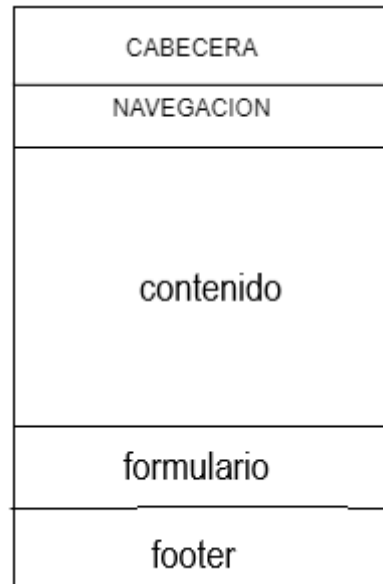 CABECERA
NAVEGACION
contenido
formulario
footer